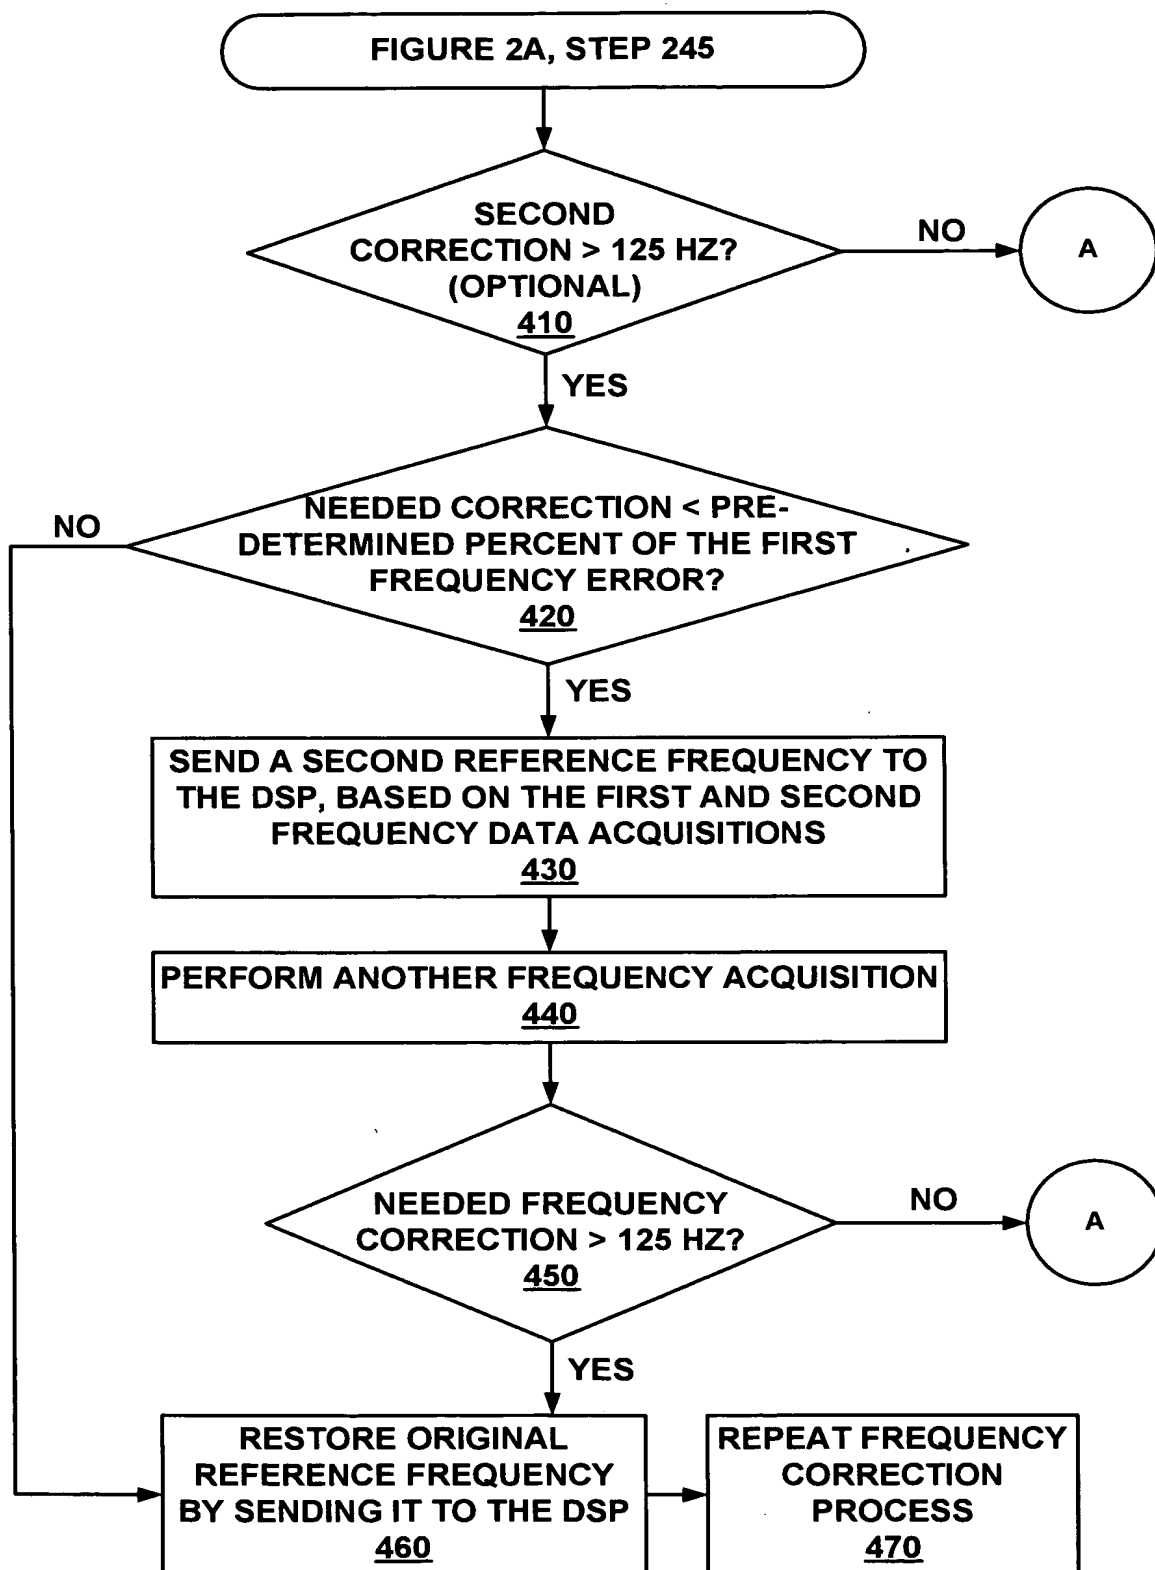 FIGURE 2A, STEP 245
SECOND
CORRECTION > 125 HZ?
(OPTIONAL)
410
NO
A
YES
NEEDED CORRECTION < PRE-
DETERMINED PERCENT OF THE FIRST
FREQUENCY ERROR?
420
NO
YES
SEND A SECOND REFERENCE FREQUENCY TO
THE DSP, BASED ON THE FIRST AND SECOND
FREQUENCY DATA ACQUISITIONS
430
PERFORM ANOTHER FREQUENCY ACQUISITION
440
NEEDED FREQUENCY
CORRECTION > 125 HZ?
450
NO
A
YES
RESTORE ORIGINAL
REFERENCE FREQUENCY
BY SENDING IT TO THE DSP
460
REPEAT FREQUENCY
CORRECTION
PROCESS
470